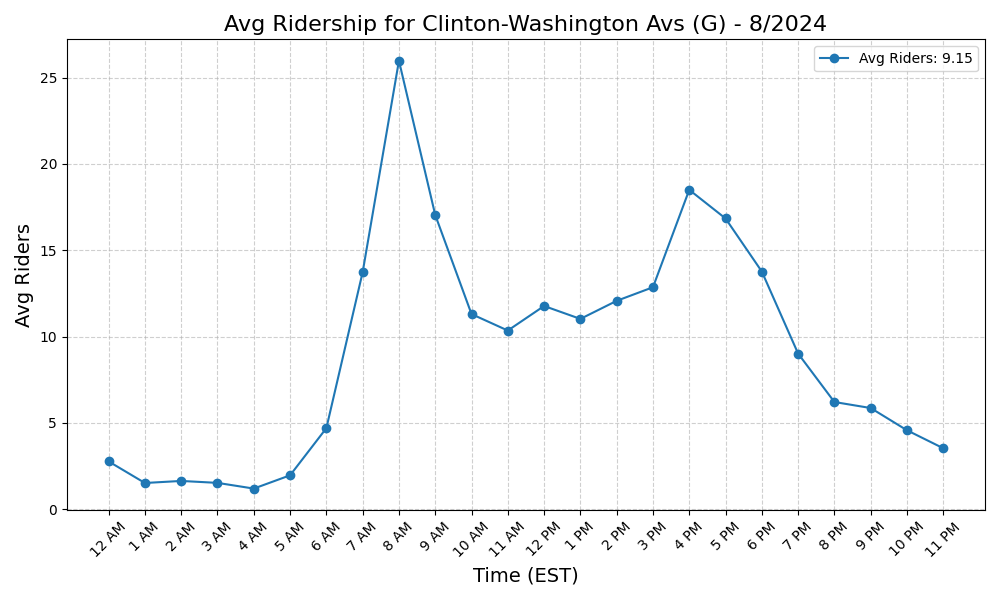 Avg Ridership for Clinton-Washington Avs (G) - 8/2024
Avg Riders: 9.15
Avg Riders
25
20
15
10
5
0
12 AM
1 AM
2 AM
3 AM
4 AM
5 AM
6 AM
7 AM
8 AM
9 AM
10 AM
11 AM
12 PM
1 PM
2 PM
3 PM
4 PM
5 PM
6 PM
7 PM
8 PM
9 PM
10 PM
11 PM
Time (EST)